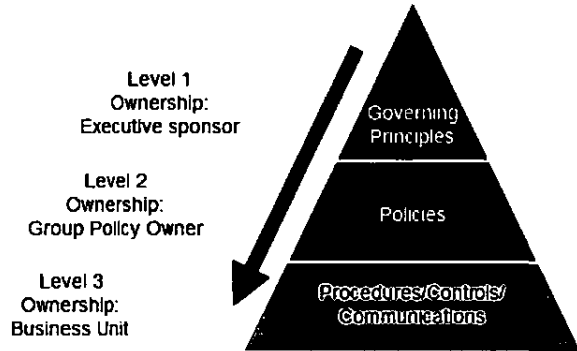 Level 1
Ownership:
Executive sponsor
Governing
Principles
Level 2
Ownership:
Group Policy Owner
Policies
Level 3
Ownership:
Business Unit
Procedures/Controls/
Communications